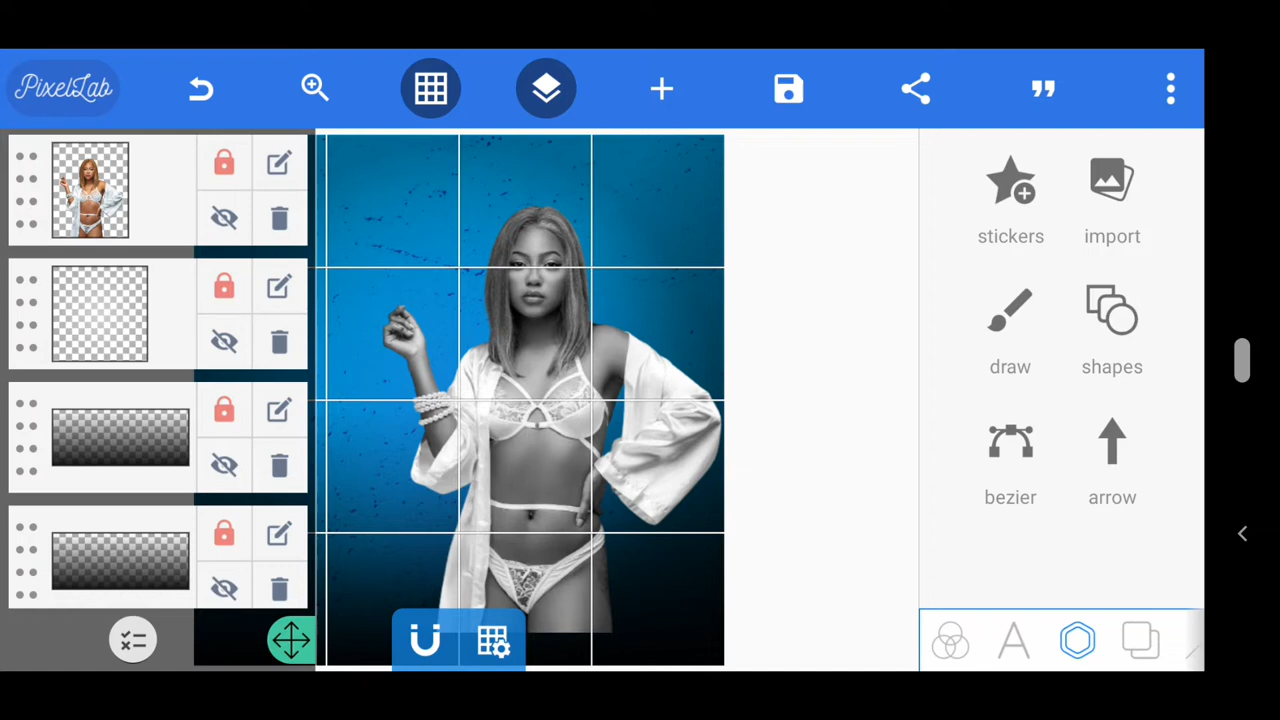 PixelLab
stickers
import
draw
shapes
bezier
arrow